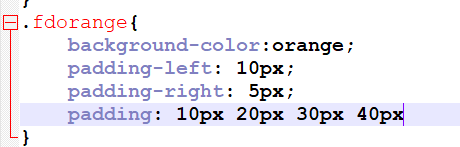 }
.fdorange{
background-color:orange;
padding-left: 10px;
padding-right: 5px;
padding: 10px 20px 30px 40px
}